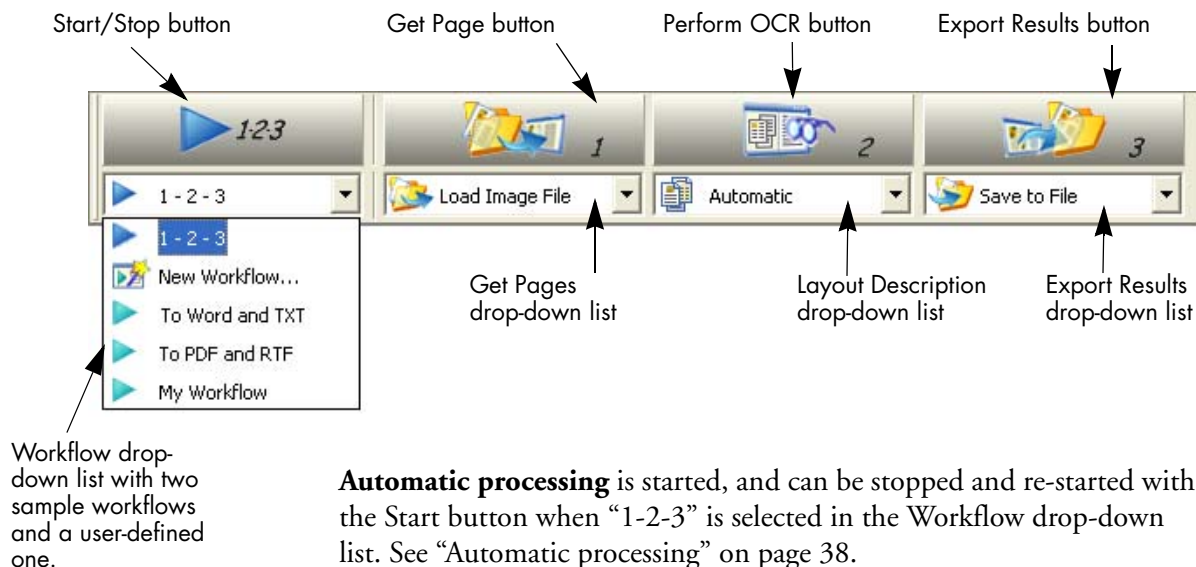 Start/Stop button
Get Page button
Perform OCR button
Export Results button
1-2-3
1
2
3
1 - 2 - 3
Load Image File
Automatic
Save to File
1 - 2 - 3
New Workflow...
To Word and TXT
To PDF and RTF
My Workflow
Get Pages
drop-down list
Layout Description
drop-down list
Export Results
drop-down list
Workflow drop-
down list with two
sample workflows
and a user-defined
one.
Automatic processing is started, and can be stopped and re-started with
the Start button when “1-2-3” is selected in the Workflow drop-down
list. See “Automatic processing” on page 38.